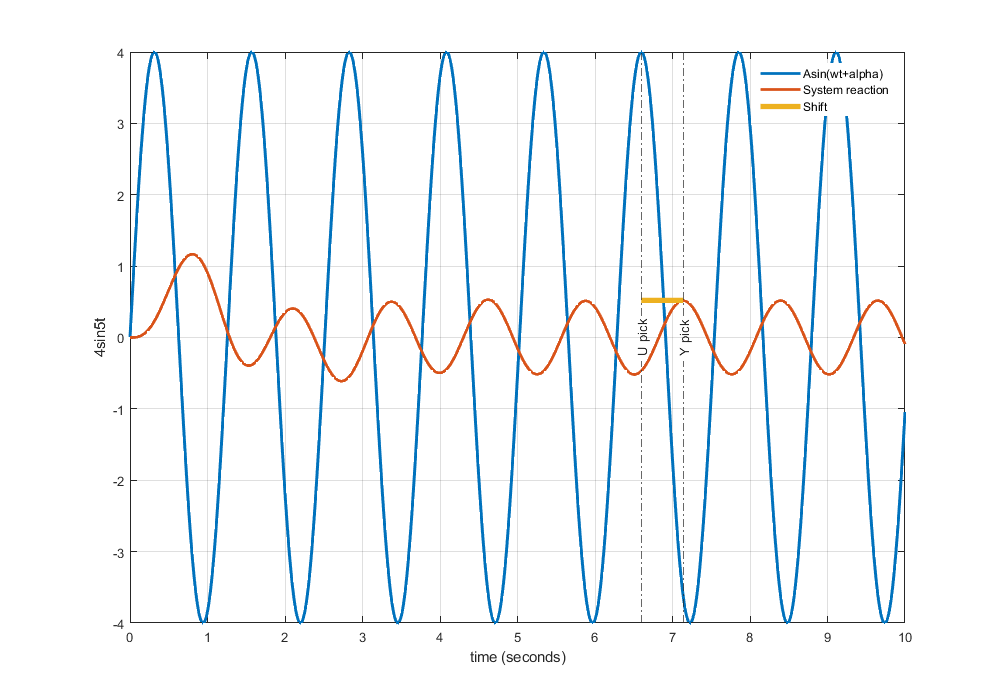 Asin(wt+alpha)
System reaction
Shift
4
3
2
1
0
-1
-2
-3
-4
4sin5t
U pick
Y pick
0 1 2 3 4 5 6 7 8 9 10
time (seconds)